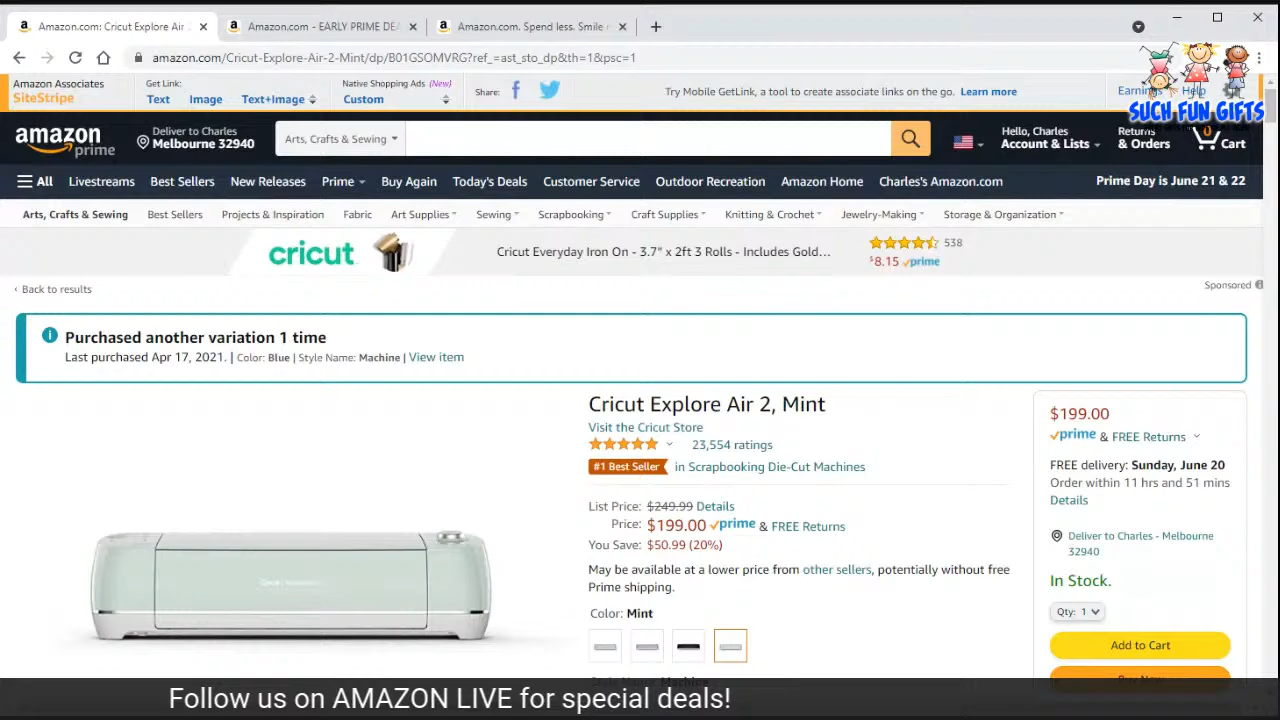 Amazon.com: Cricut Explore Air 2
Amazon.com - EARLY PRIME DEA
Amazon.com. Spend less. Smile
amazon.com/Cricut-Explore-Air-2-Mint/dp/B01GSOMVRG?ref_=ast_sto_dp&th=1&psc=1
Amazon Associates
SiteStripe
Get Link:
Text Image Text+Image
Native Shopping Ads (New)
Custom
Share:
Try Mobile GetLink, a tool to create associate links on the go. Learn more
Earnings Help
SUCH FUN GIFTS
amazon
prime
Deliver to Charles
Melbourne 32940
Arts, Crafts & Sewing
Hello, Charles
Account & Lists
Returns
& Orders
0
Cart
All Livestreams Best Sellers New Releases Prime Buy Again Today's Deals Customer Service Outdoor Recreation Amazon Home Charles's Amazon.com Prime Day is June 21 & 22
Arts, Crafts & Sewing Best Sellers Projects & Inspiration Fabric Art Supplies Sewing Scrapbooking Craft Supplies Knitting & Crochet Jewelry-Making Storage & Organization
cricut
Cricut Everyday Iron On - 3.7" x 2ft 3 Rolls - Includes Gold...
538
$8.15 prime
‹ Back to results
Sponsored
Purchased another variation 1 time
Last purchased Apr 17, 2021. | Color: Blue | Style Name: Machine | View item
Cricut Explore Air 2, Mint
Visit the Cricut Store
23,554 ratings
#1 Best Seller in Scrapbooking Die-Cut Machines
List Price: $249.99 Details
Price: $199.00 prime & FREE Returns
You Save: $50.99 (20%)
May be available at a lower price from other sellers, potentially without free
Prime shipping.
Color: Mint
Style Name: Machine
$199.00
prime & FREE Returns
FREE delivery: Sunday, June 20
Order within 11 hrs and 51 mins
Details
Deliver to Charles - Melbourne
32940
In Stock.
Qty: 1
Add to Cart
Buy Now
Follow us on AMAZON LIVE for special deals!